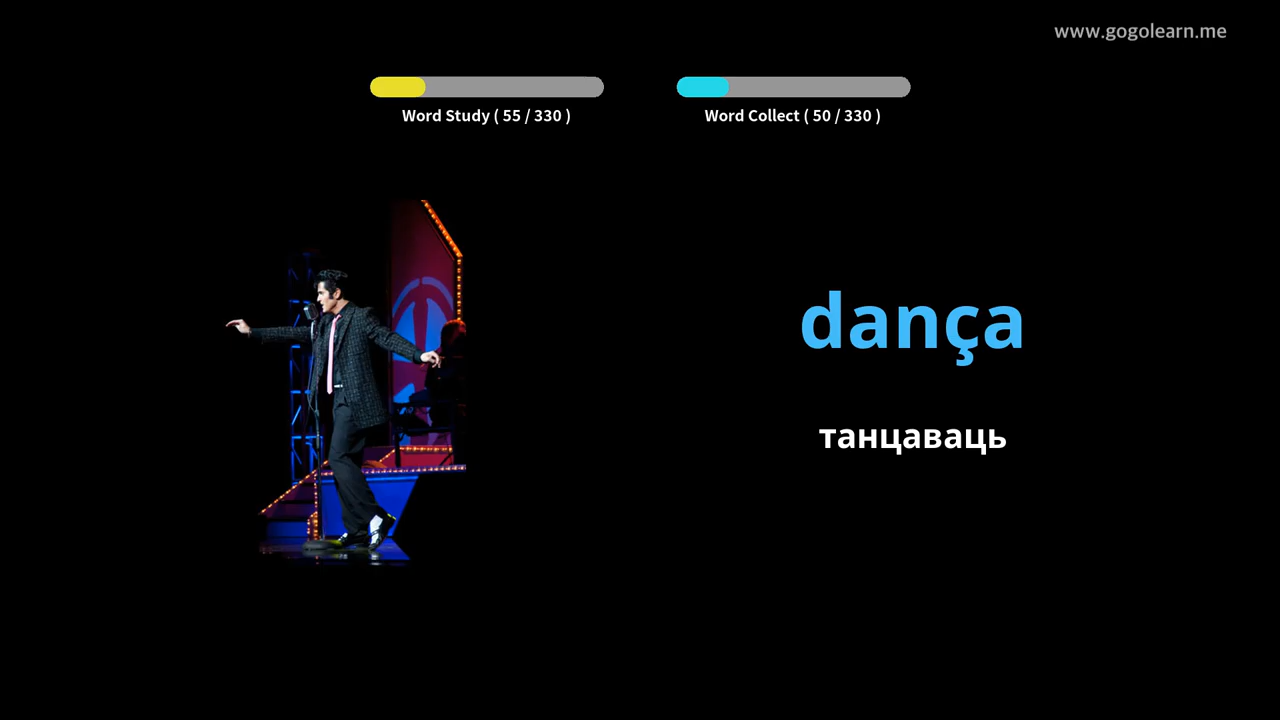 www.gogolearn.me
Word Study ( 55 / 330 )
Word Collect ( 50 / 330 )
dança
танцаваць